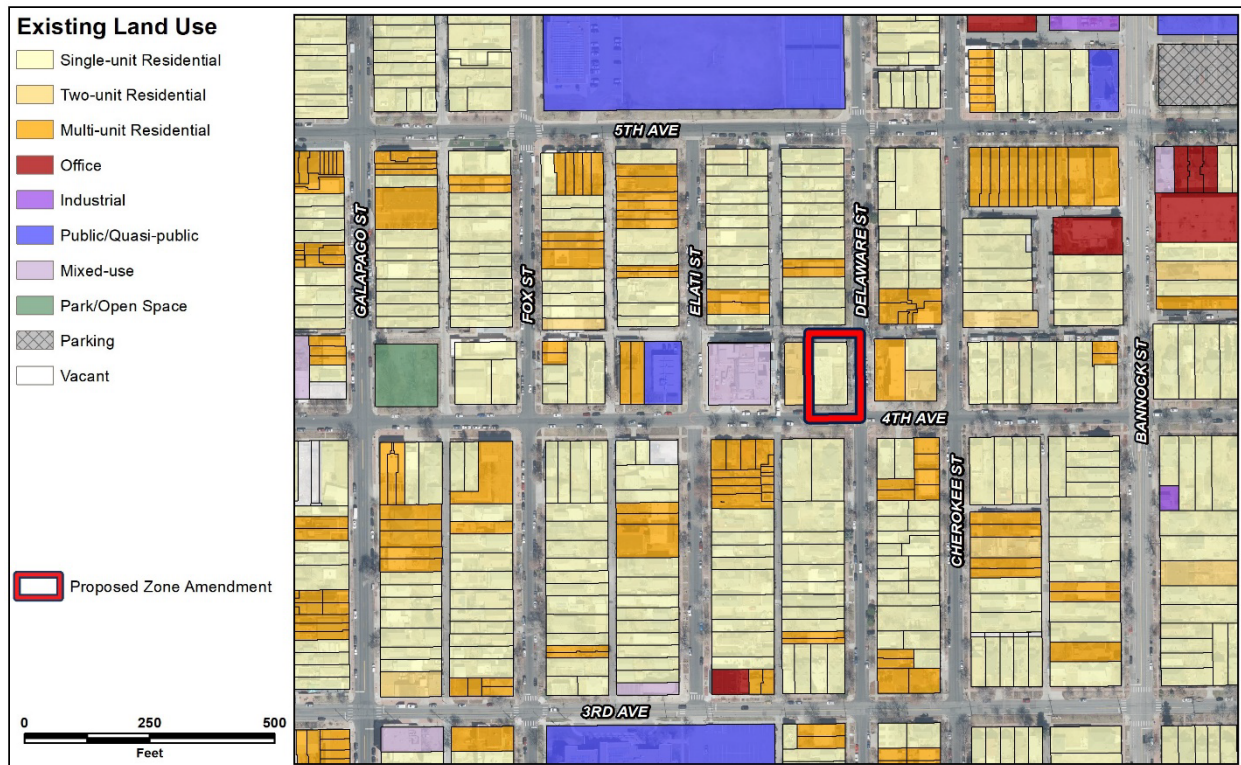 Existing Land Use
Single-unit Residential
Two-unit Residential
Multi-unit Residential
Office
Industrial
Public/Quasi-public
Mixed-use
Park/Open Space
Parking
Vacant
Proposed Zone Amendment
0 250 500
Feet
5TH AVE
GALAPAGO ST
FOX ST
ELATI ST
DELAWARE ST
4TH AVE
BANNOCK ST
CHEROKEE ST
3RD AVE